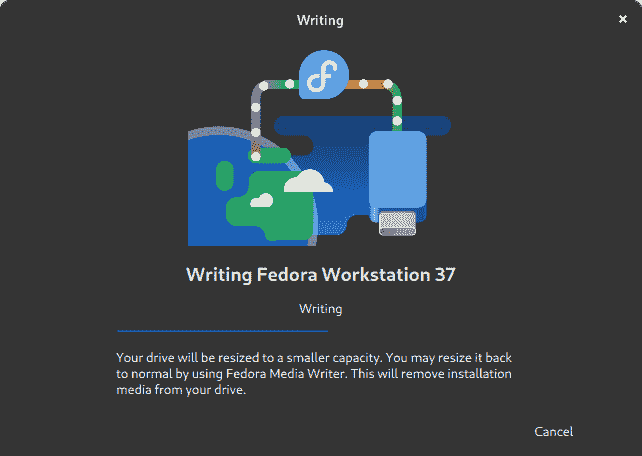 Writing
Writing Fedora Workstation 37
Writing
Your drive will be resized to a smaller capacity. You may resize it back
to normal by using Fedora Media Writer. This will remove installation
media from your drive.
Cancel